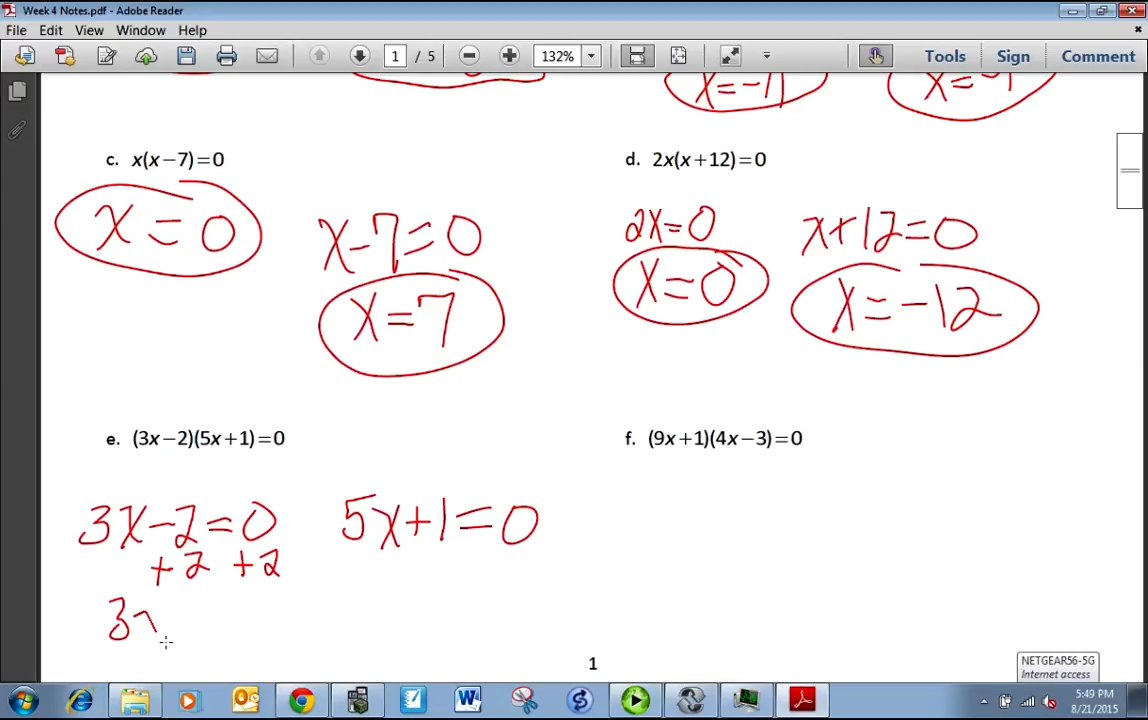 Week 4 Notes.pdf - Adobe Reader
File Edit View Window Help
1 / 5 132% Tools Sign Comment
x=-11 x=-1
c. x(x−7)=0 d. 2x(x+12)=0
x=0 x-7=0 2x=0 x+12=0
x=7 x=0 x=-12
e. (3x−2)(5x+1)=0 f. (9x+1)(4x−3)=0
3x-2=0 5x+1=0
+2 +2
3
1
NETGEAR56-5G
Internet access
5:49 PM
8/21/2015